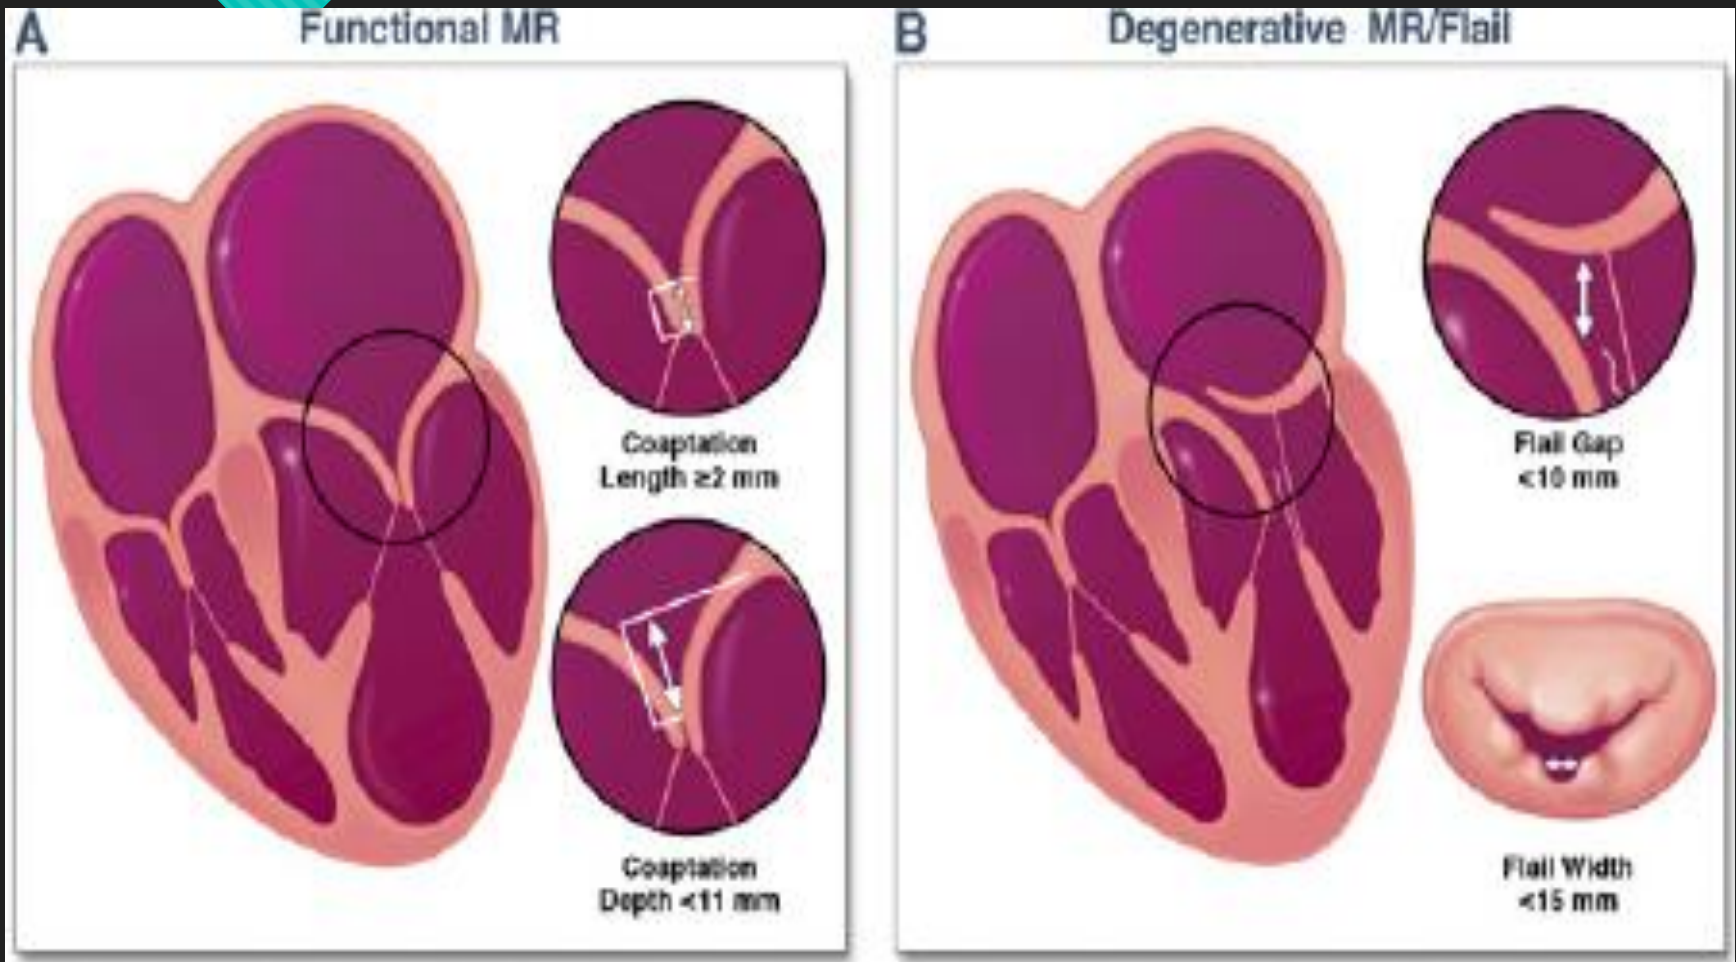 A
Functional MR
Coaptation
Length ≥2 mm
Coaptation
Depth <11 mm
B
Degenerative MR/Flail
Flail Gap
<10 mm
Flail Width
<15 mm